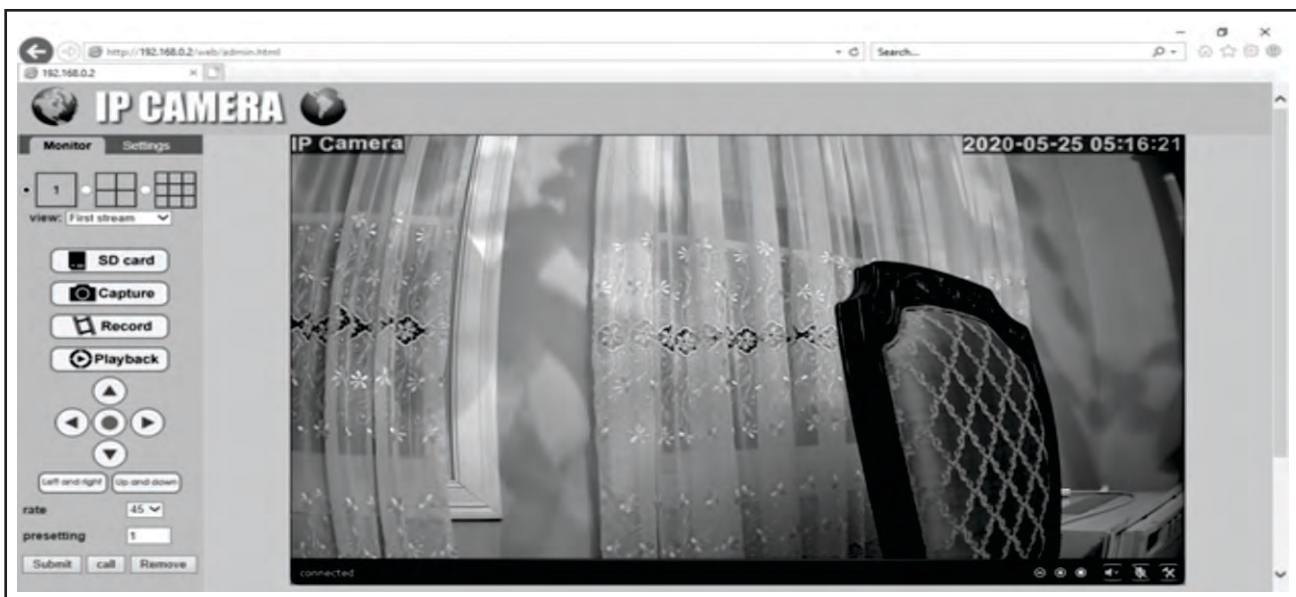 http://192.168.0.2/web/admin.html
Search...
192.168.0.2
IP CAMERA
Monitor Settings
IP Camera 2020-05-25 05:16:21
1
view: First stream
SD card
Capture
Record
Playback
Left and right Up and down
rate 45
presetting 1
Submit call Remove
connected